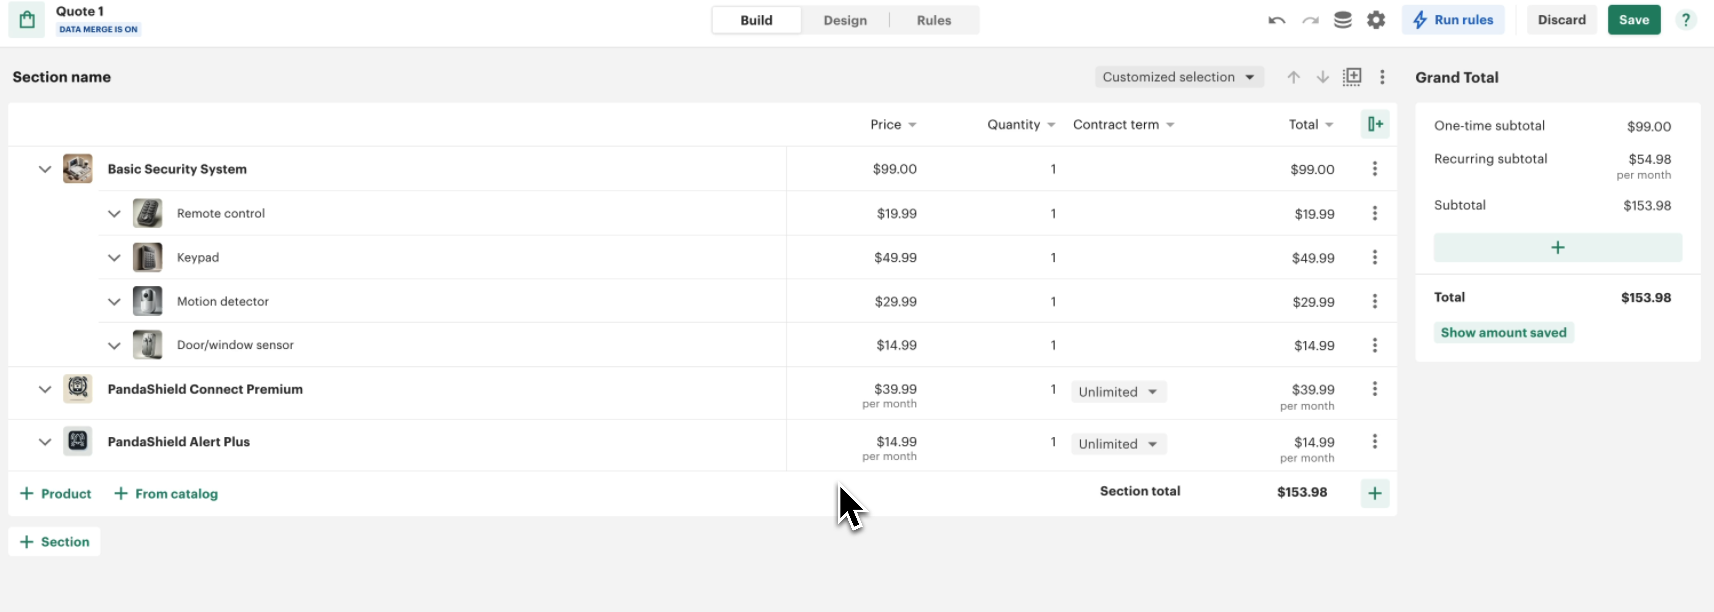 Quote 1
DATA MERGE IS ON
Build Design Rules
Run rules Discard Save ?
Section name
Customized selection
Price Quantity Contract term Total
Basic Security System $99.00 1 $99.00
Remote control $19.99 1 $19.99
Keypad $49.99 1 $49.99
Motion detector $29.99 1 $29.99
Door/window sensor $14.99 1 $14.99
PandaShield Connect Premium $39.99 1 Unlimited $39.99
per month per month
PandaShield Alert Plus $14.99 1 Unlimited $14.99
per month per month
+ Product + From catalog Section total $153.98 +
+ Section
Grand Total
One-time subtotal $99.00
Recurring subtotal $54.98
per month
Subtotal $153.98
+
Total $153.98
Show amount saved